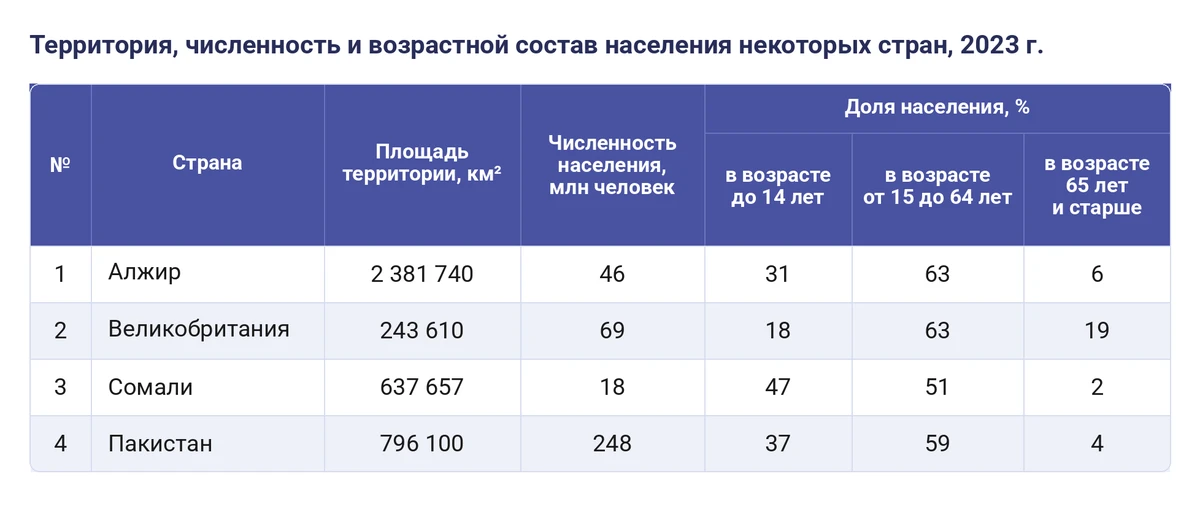 Территория, численность и возрастной состав населения некоторых стран, 2023 г.
№
Страна
Площадь
территории, км²
Численность
населения,
млн человек
Доля населения, %
в возрасте
до 14 лет
в возрасте
от 15 до 64 лет
в возрасте
65 лет
и старше
1 Алжир 2 381 740 46 31 63 6
2 Великобритания 243 610 69 18 63 19
3 Сомали 637 657 18 47 51 2
4 Пакистан 796 100 248 37 59 4